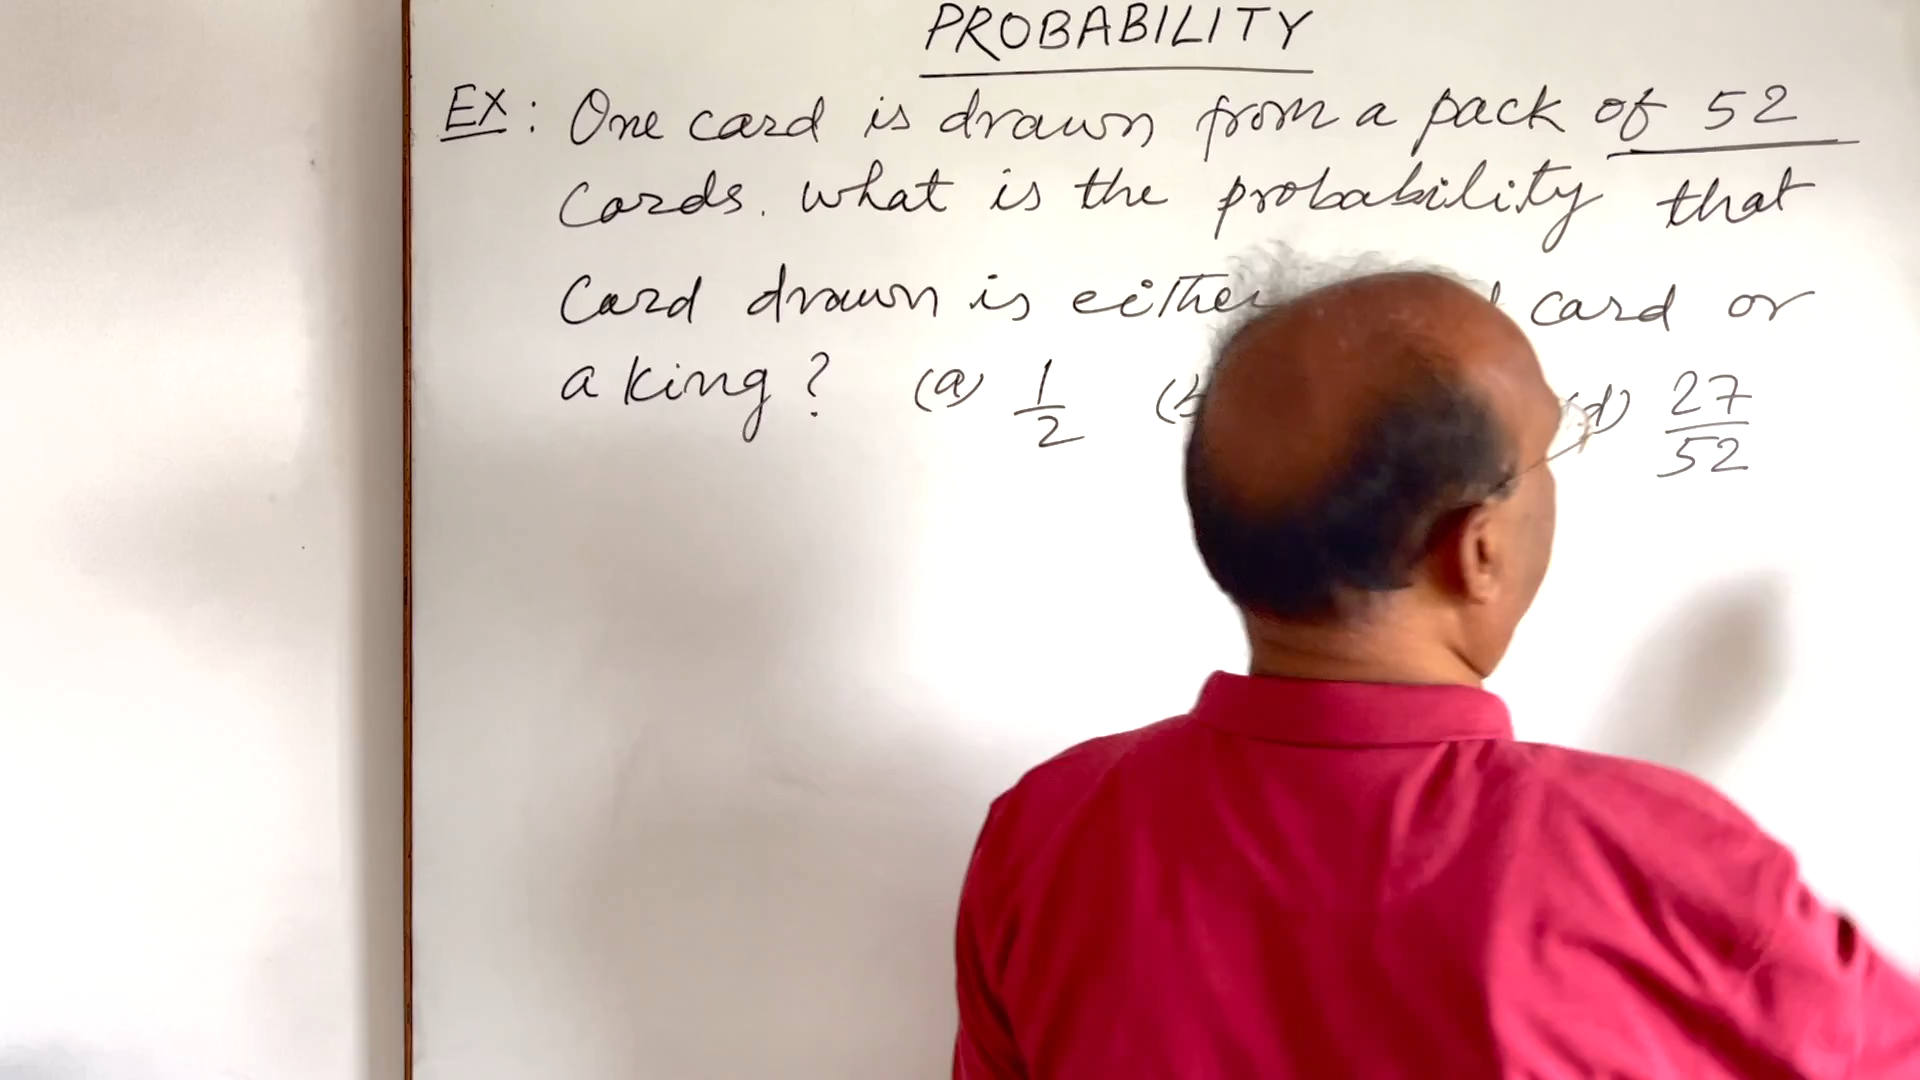 PROBABILITY
EX: One card is drawn from a pack of 52
Cards. what is the probability that
Card drawn is either card or
a king? (a) 1/2 (d) 27/52